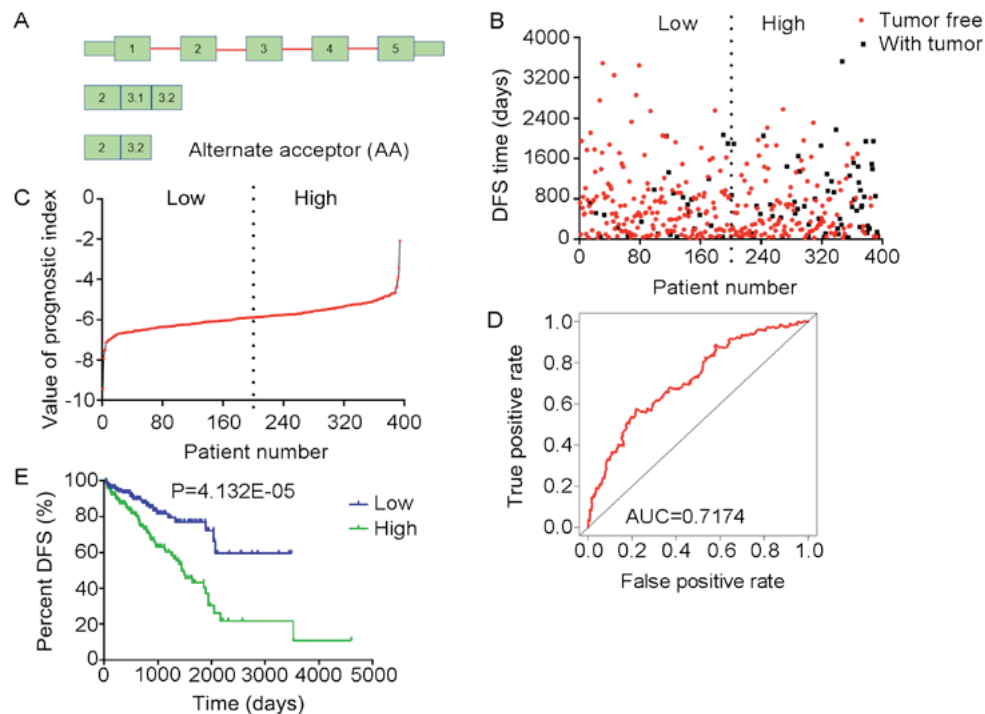 A
1 2 3 4 5
2 3.1 3.2
2 3.2
Alternate acceptor (AA)
B
Low High
Tumor free
With tumor
DFS time (days)
4000
3200
2400
1600
800
0
0 80 160 240 320 400
Patient number
C
Low High
Value of prognostic index
0
-2
-4
-6
-8
-10
0 80 160 240 320 400
Patient number
D
True positive rate
1.0
0.8
0.6
0.4
0.2
0.0
AUC=0.7174
0.0 0.2 0.4 0.6 0.8 1.0
False positive rate
E
P=4.132E-05
Low
High
Percent DFS (%)
100
80
60
40
20
0
0 1000 2000 3000 4000 5000
Time (days)